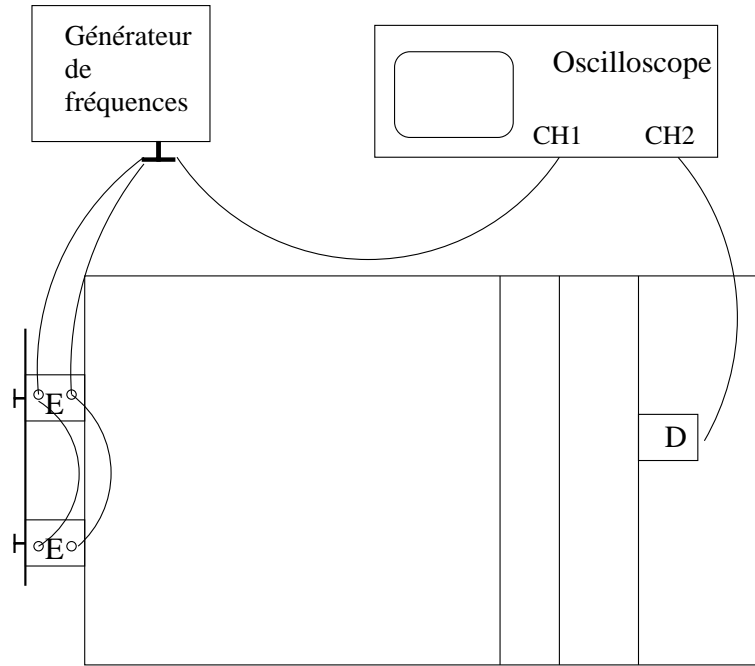 Générateur
de
fréquences
Oscilloscope
CH1 CH2
E
D
E